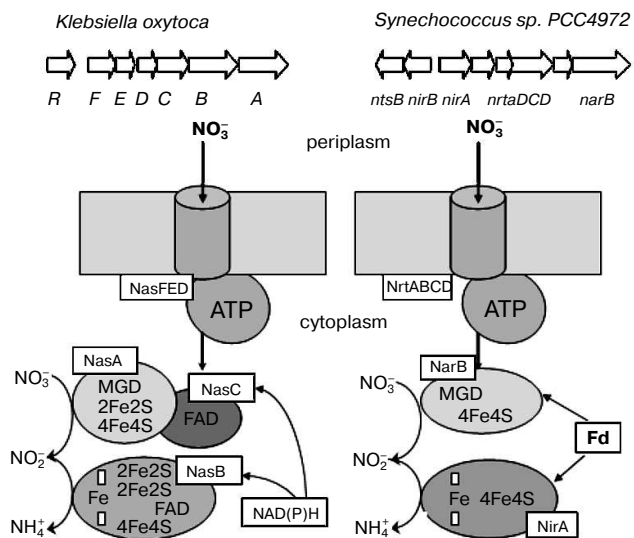 Klebsiella oxytoca
Synechococcus sp. PCC4972
R F E D C B A
ntsB nirB nirA nrtaDCD narB
NO₃⁻
NO₃⁻
periplasm
NasFED
NrtABCD
ATP
ATP
cytoplasm
NasA
NO₃⁻
MGD
2Fe2S
4Fe4S
NasC
FAD
NO₂⁻
2Fe2S
NasB
Fe
2Fe2S
FAD
4Fe4S
NH₄⁺
NAD(P)H
NarB
NO₃⁻
MGD
4Fe4S
Fd
NO₂⁻
Fe 4Fe4S
NirA
NH₄⁺